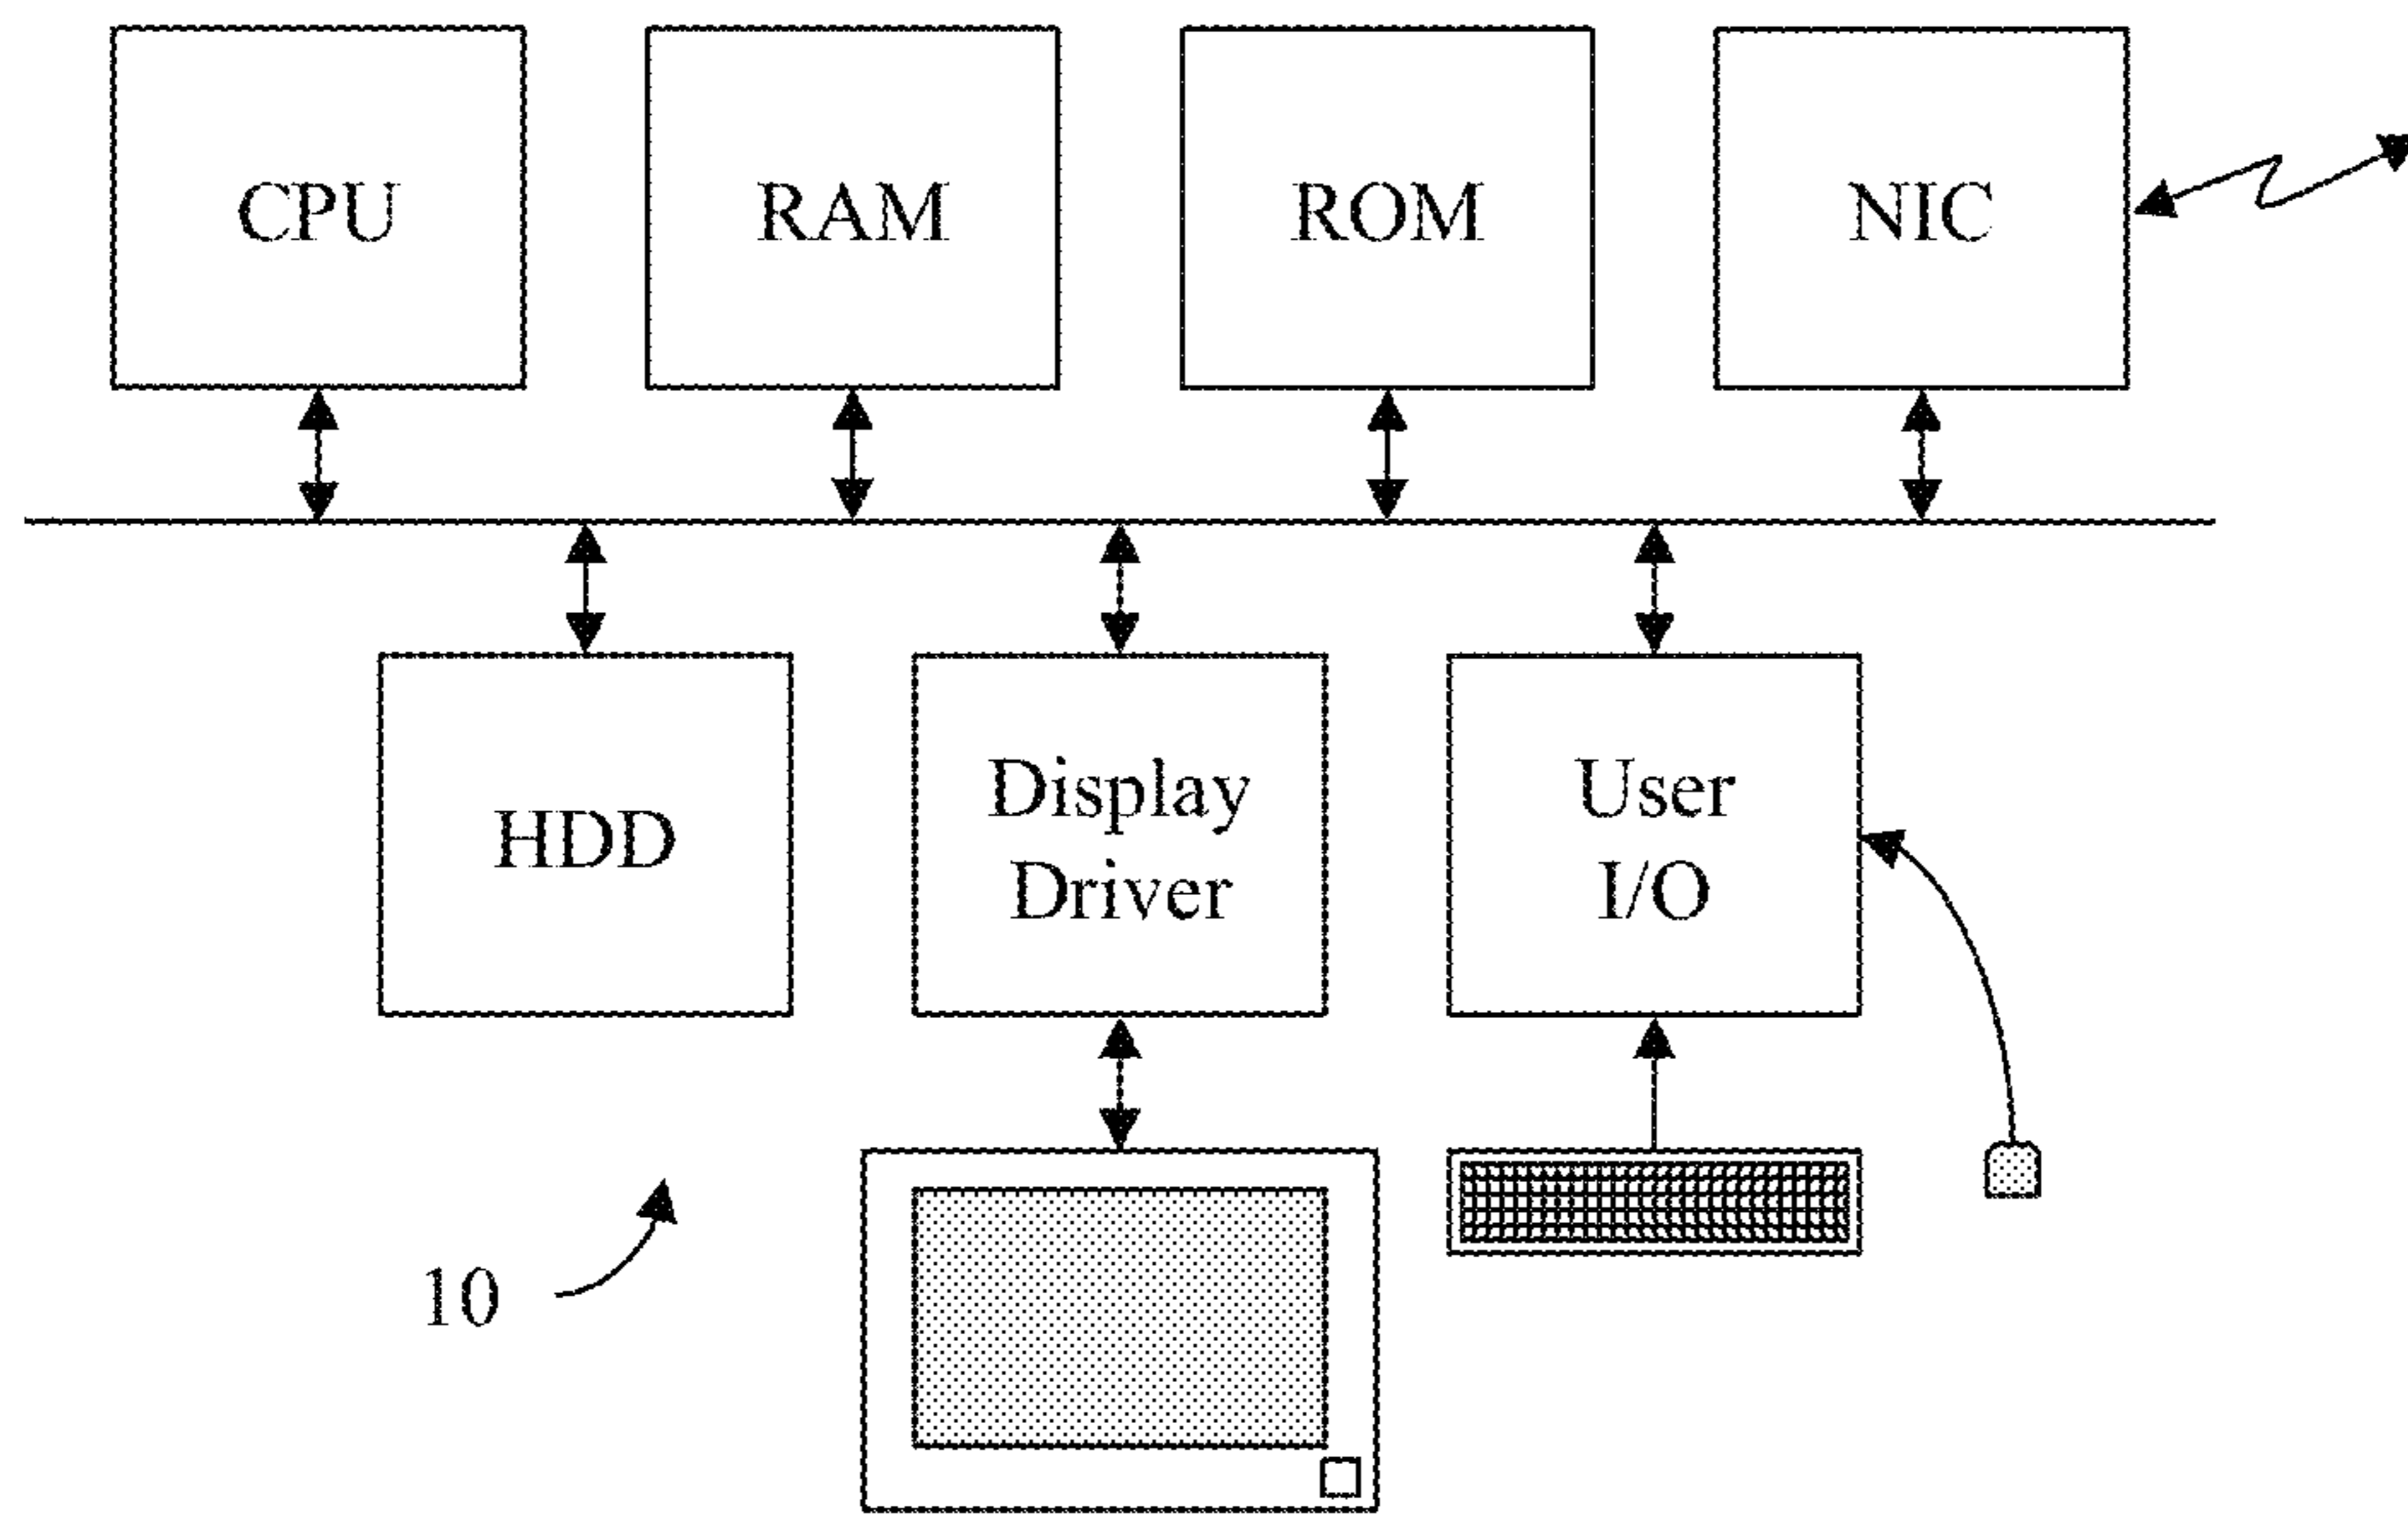 CPU
RAM
ROM
NIC
HDD
Display
Driver
User
I/O
10